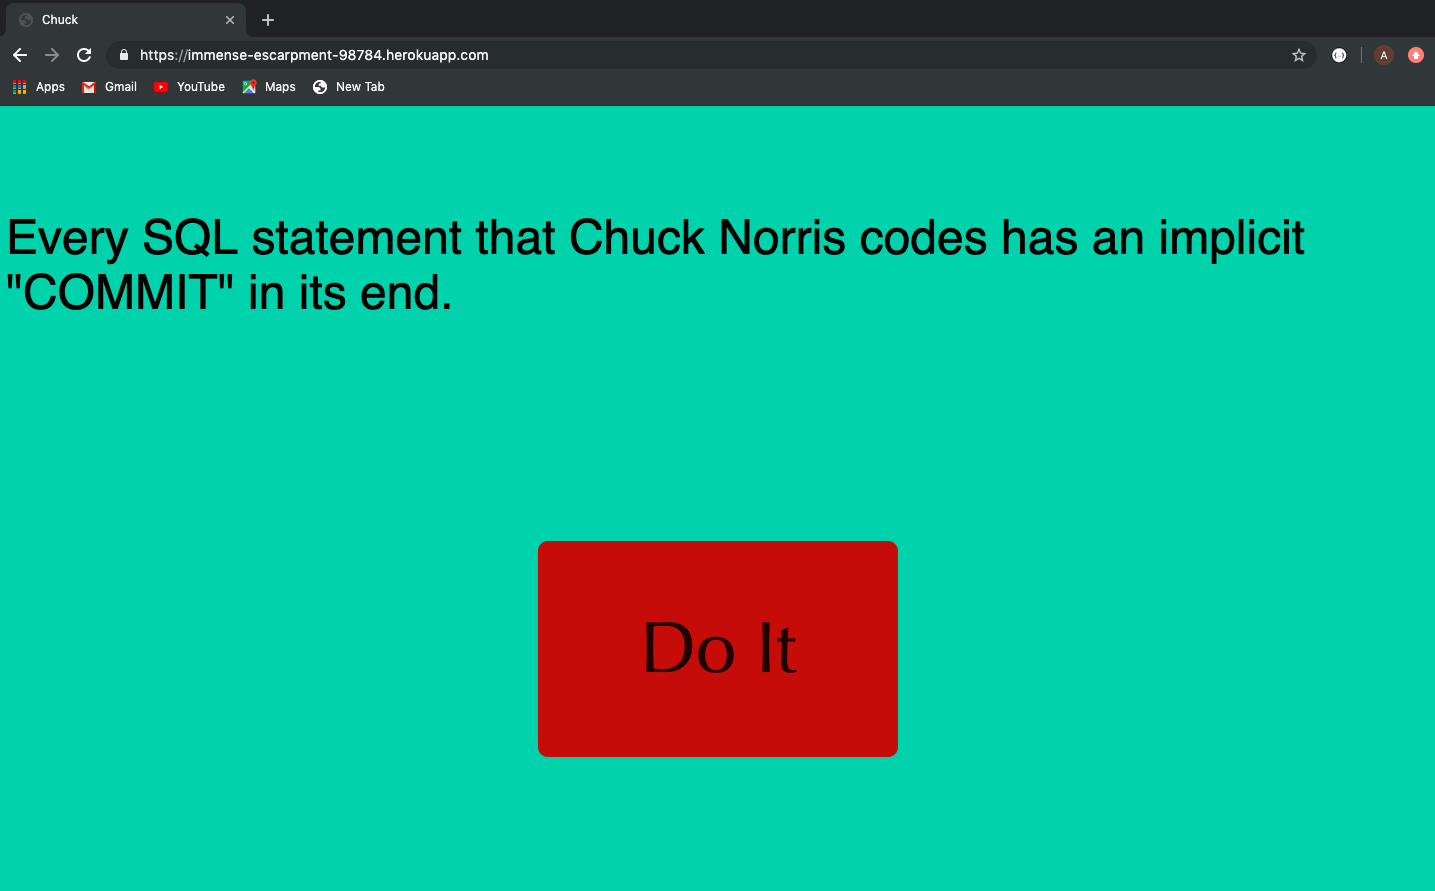 Chuck
https://immense-escarpment-98784.herokuapp.com
A
Apps Gmail YouTube Maps New Tab
Every SQL statement that Chuck Norris codes has an implicit
"COMMIT" in its end.
Do It